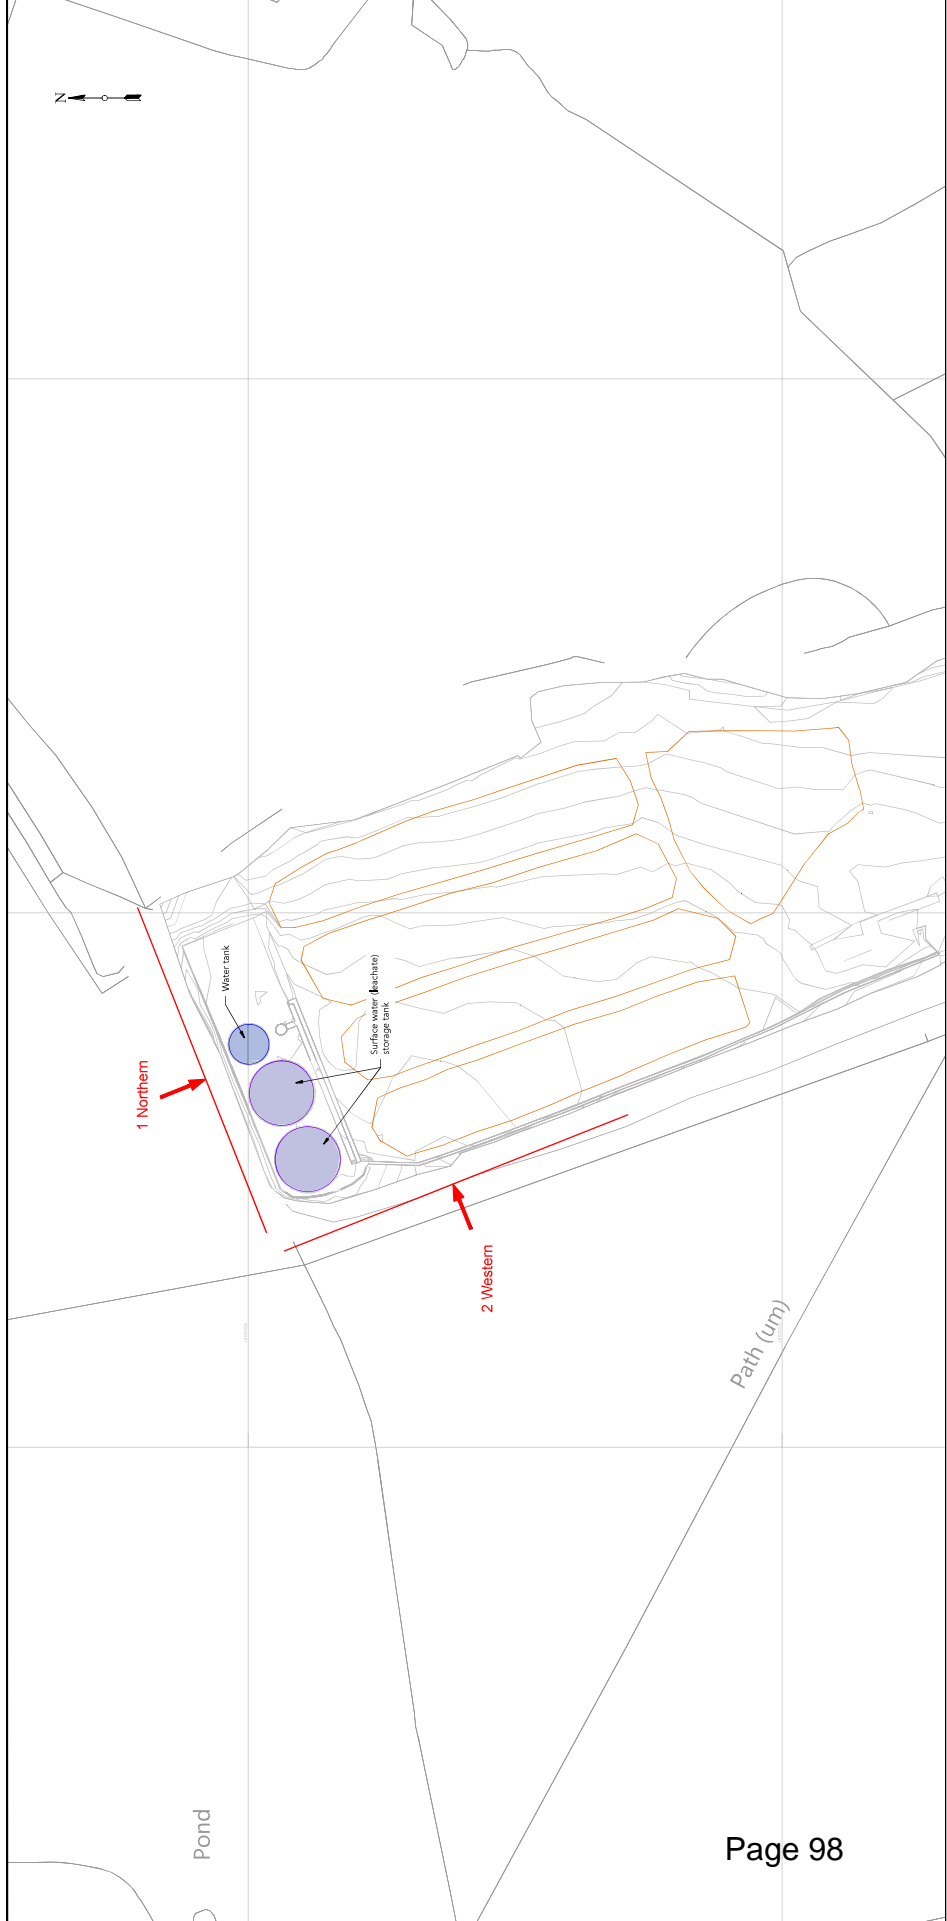 N
Water tank
Surface water (leachate)
storage tank
1 Northern
2 Western
Path (um)
Pond
Page 98